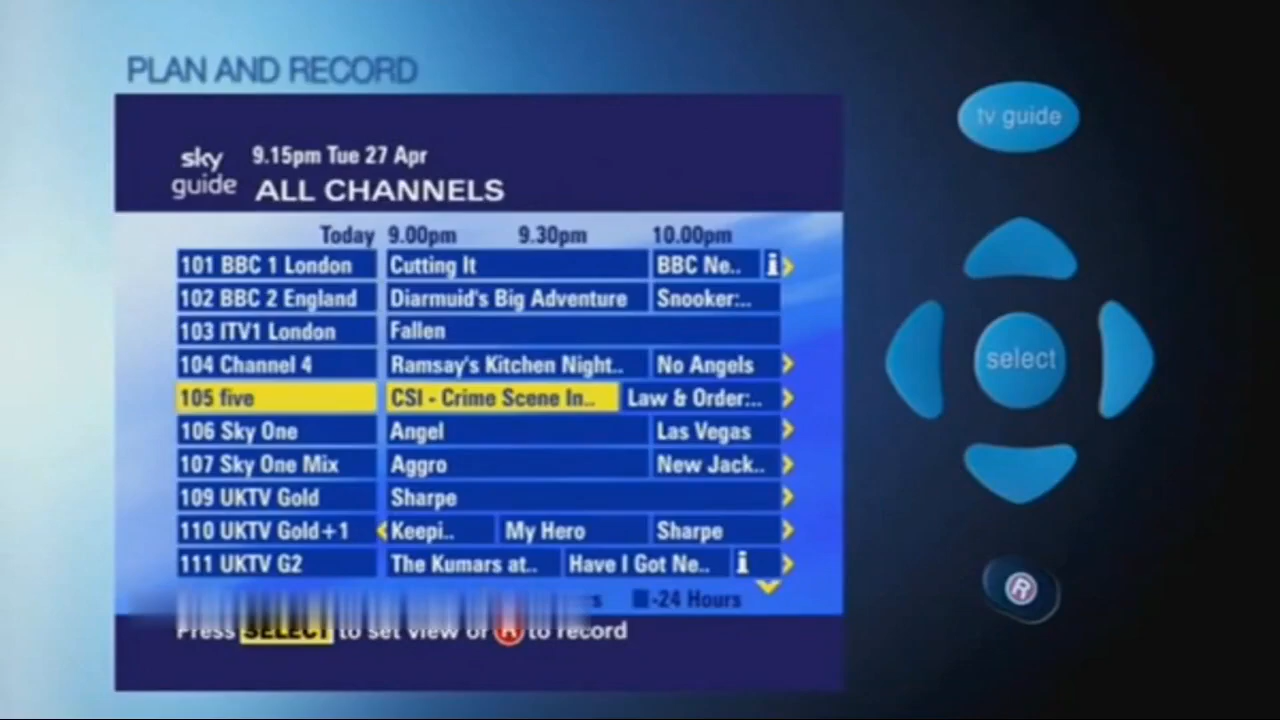 PLAN AND RECORD
tv guide
sky guide
9.15pm Tue 27 Apr
ALL CHANNELS
Today 9.00pm 9.30pm 10.00pm
101 BBC 1 London Cutting It BBC Ne.. i
102 BBC 2 England Diarmuid's Big Adventure Snooker:..
103 ITV1 London Fallen
104 Channel 4 Ramsay's Kitchen Night.. No Angels
105 five CSI - Crime Scene In.. Law & Order:..
106 Sky One Angel Las Vegas
107 Sky One Mix Aggro New Jack..
109 UKTV Gold Sharpe
110 UKTV Gold+1 Keepi.. My Hero Sharpe
111 UKTV G2 The Kumars at.. Have I Got Ne.. i
-24 Hours
Press SELECT to set view or R to record
select
R